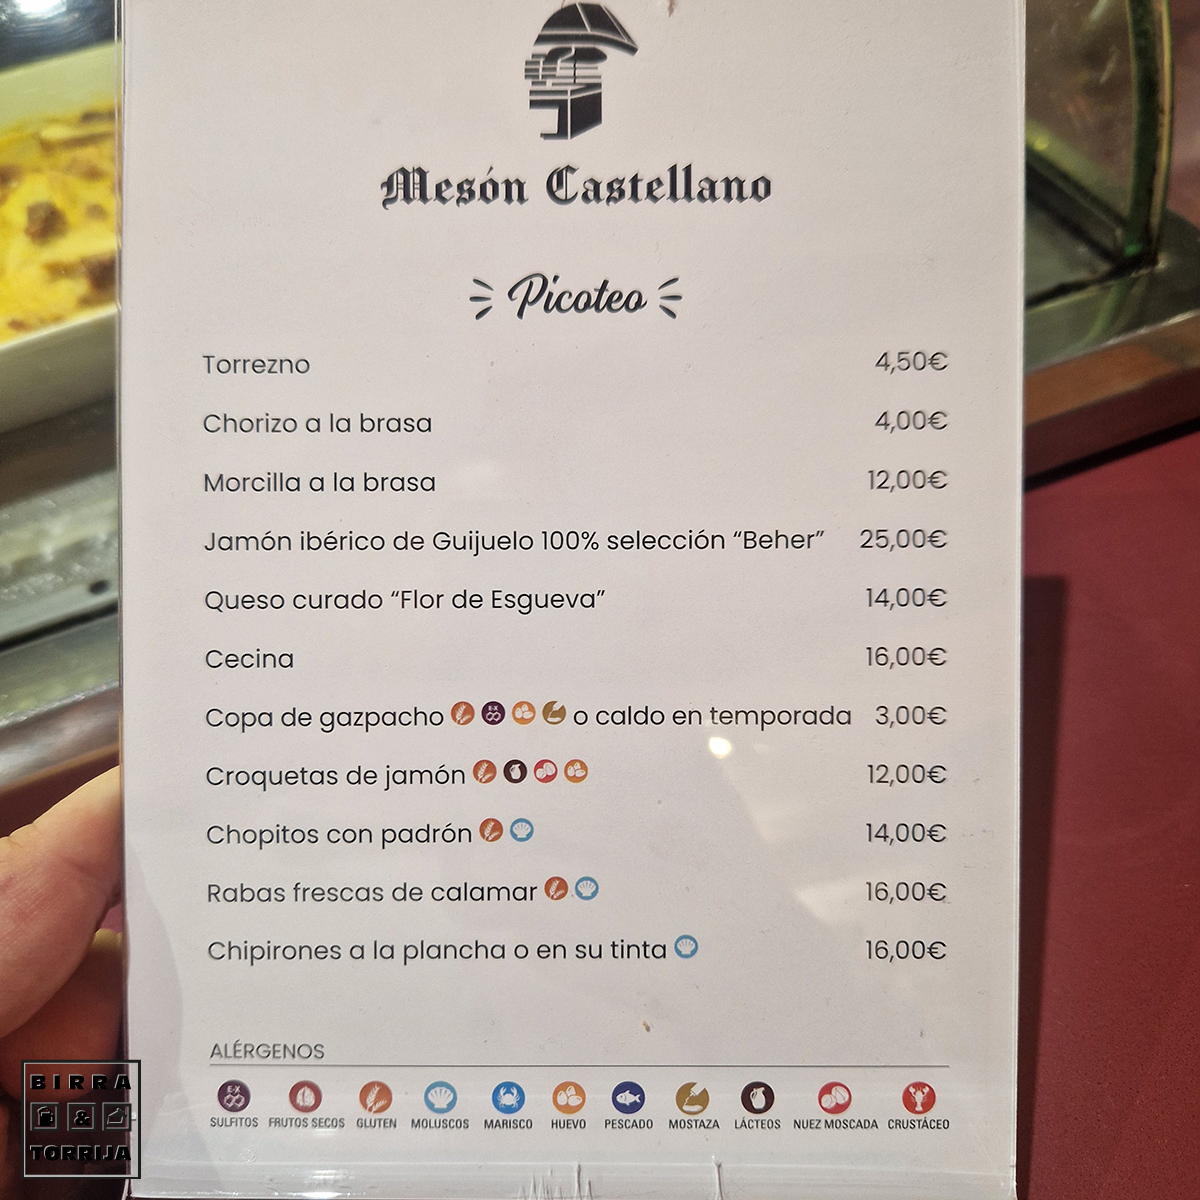 Mesón Castellano
Picoteo
Torrezno 4,50€
Chorizo a la brasa 4,00€
Morcilla a la brasa 12,00€
Jamón ibérico de Guijuelo 100% selección “Beher” 25,00€
Queso curado “Flor de Esgueva” 14,00€
Cecina 16,00€
Copa de gazpacho o caldo en temporada 3,00€
Croquetas de jamón 12,00€
Chopitos con padrón 14,00€
Rabas frescas de calamar 16,00€
Chipirones a la plancha o en su tinta 16,00€
ALÉRGENOS
SULFITOS FRUTOS SECOS GLUTEN MOLUSCOS MARISCO HUEVO PESCADO MOSTAZA LÁCTEOS NUEZ MOSCADA CRUSTÁCEO
BIRRA
&
TORRIJA